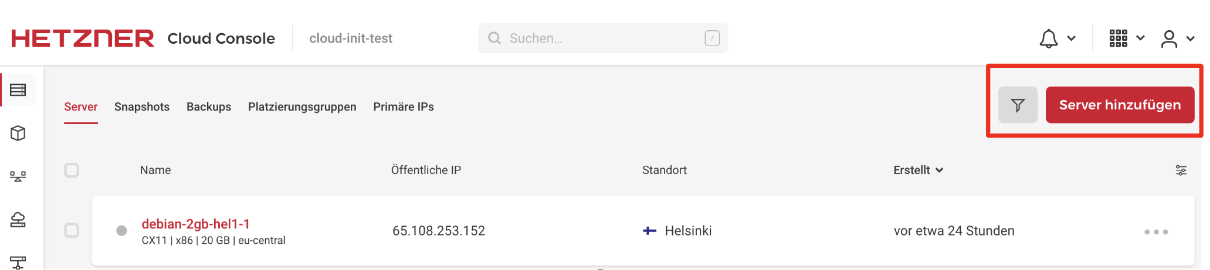 HETZNER Cloud Console cloud-init-test Suchen... /
Server Snapshots Backups Platzierungsgruppen Primäre IPs Server hinzufügen
Name Öffentliche IP Standort Erstellt
debian-2gb-hel1-1 65.108.253.152 Helsinki vor etwa 24 Stunden
CX11 | x86 | 20 GB | eu-central